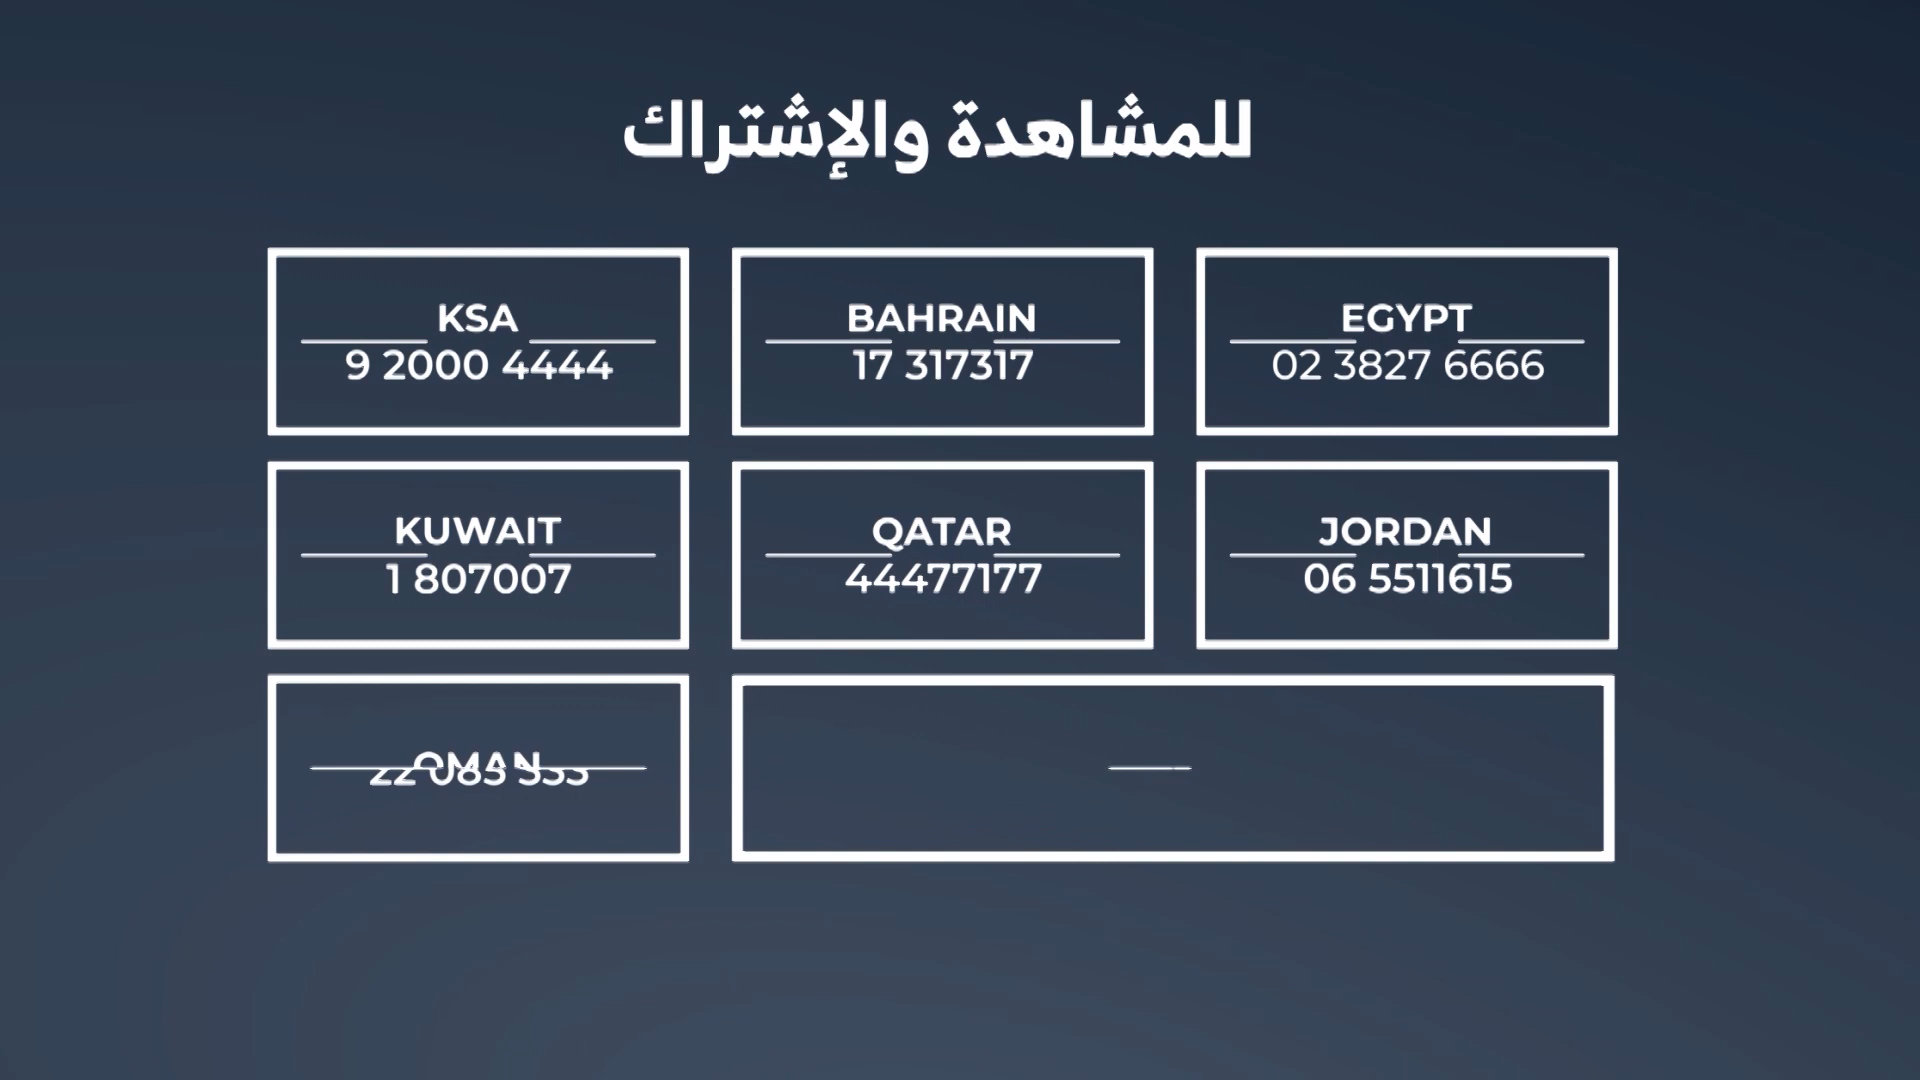 للمشاهدة والإشتراك
KSA
9 2000 4444
BAHRAIN
17 317317
EGYPT
02 3827 6666
KUWAIT
1 807007
QATAR
44477177
JORDAN
06 5511615
OMAN